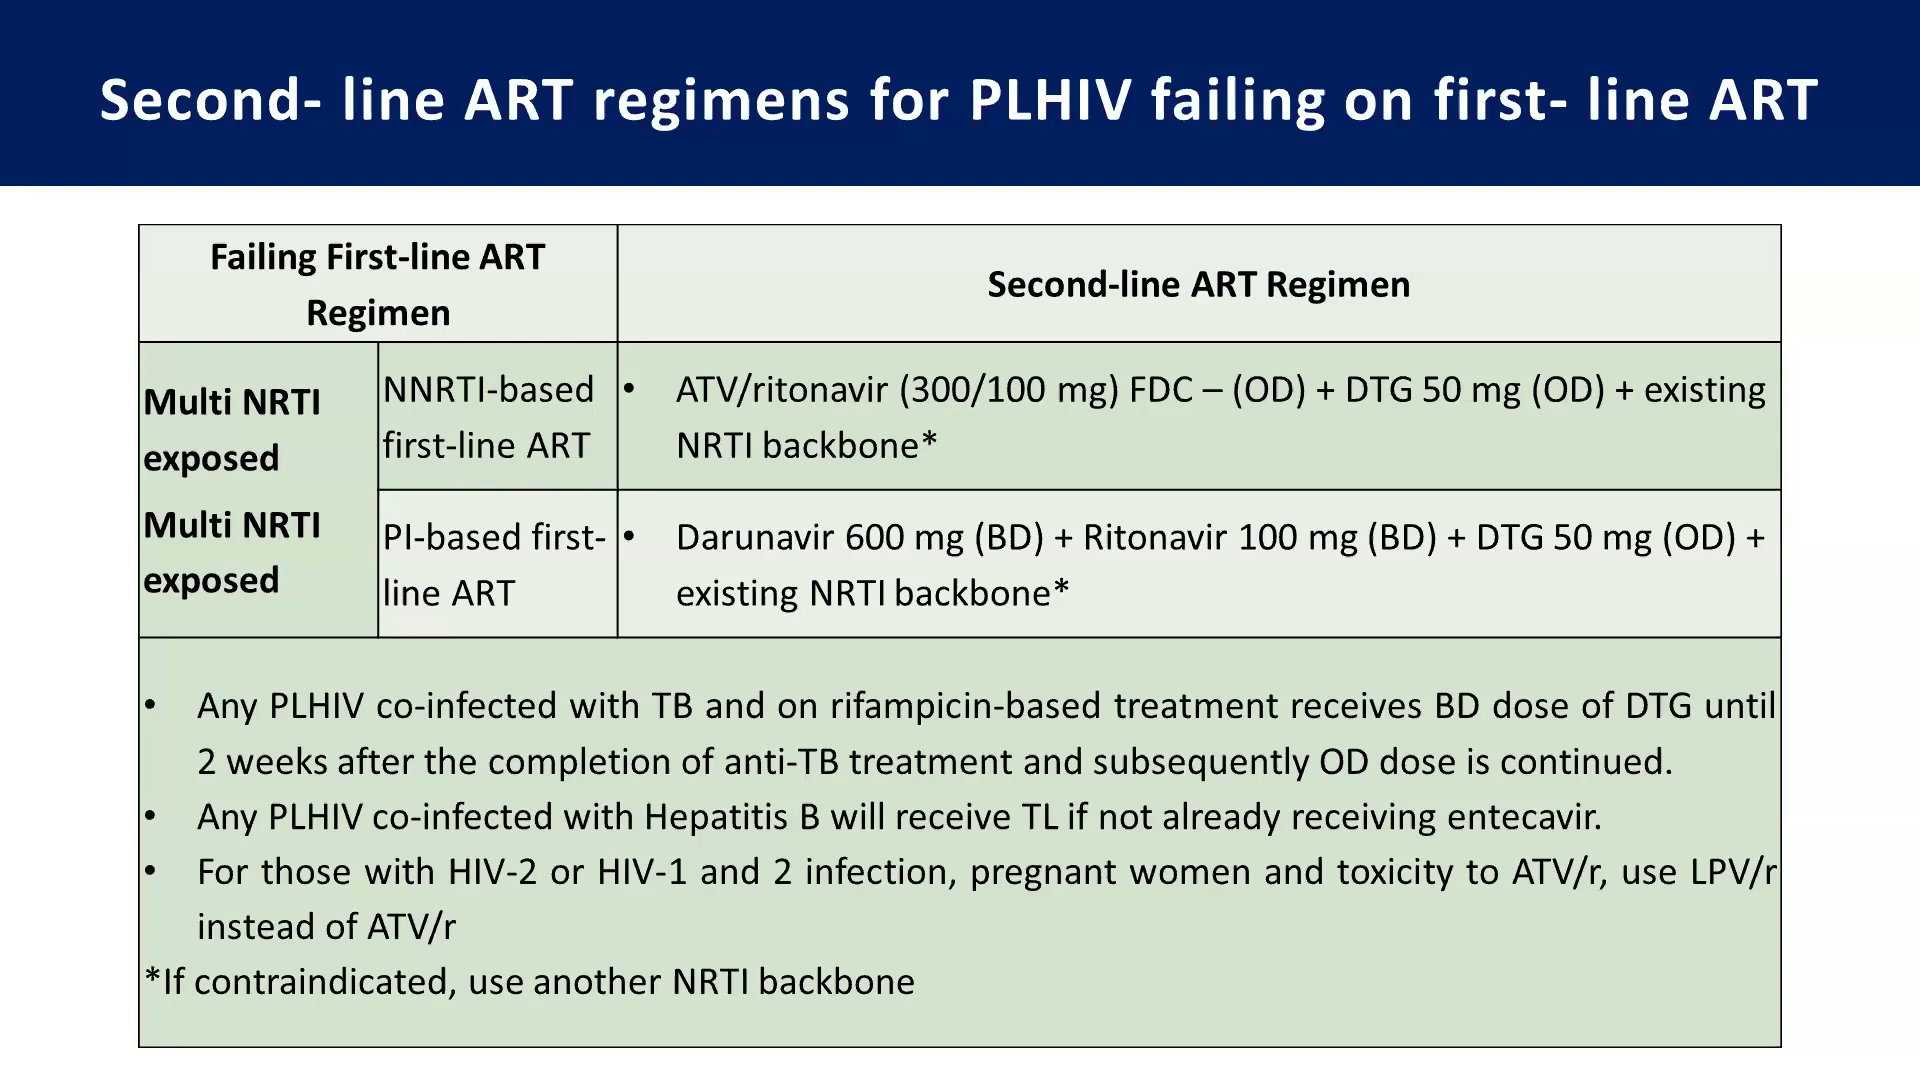 Second- line ART regimens for PLHIV failing on first- line ART
Failing First-line ART
Regimen
Second-line ART Regimen
Multi NRTI
exposed
Multi NRTI
exposed
NNRTI-based
first-line ART
• ATV/ritonavir (300/100 mg) FDC – (OD) + DTG 50 mg (OD) + existing
NRTI backbone*
PI-based first-
line ART
• Darunavir 600 mg (BD) + Ritonavir 100 mg (BD) + DTG 50 mg (OD) +
existing NRTI backbone*
• Any PLHIV co-infected with TB and on rifampicin-based treatment receives BD dose of DTG until
2 weeks after the completion of anti-TB treatment and subsequently OD dose is continued.
• Any PLHIV co-infected with Hepatitis B will receive TL if not already receiving entecavir.
• For those with HIV-2 or HIV-1 and 2 infection, pregnant women and toxicity to ATV/r, use LPV/r
instead of ATV/r
*If contraindicated, use another NRTI backbone